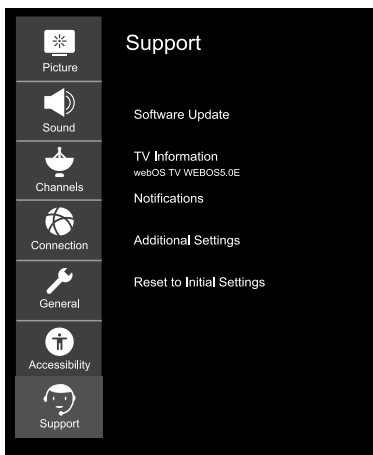 Picture
Sound
Channels
Connection
General
Accessibility
Support
Support
Software Update
TV Information
webOS TV WEBOS5.0E
Notifications
Additional Settings
Reset to Initial Settings